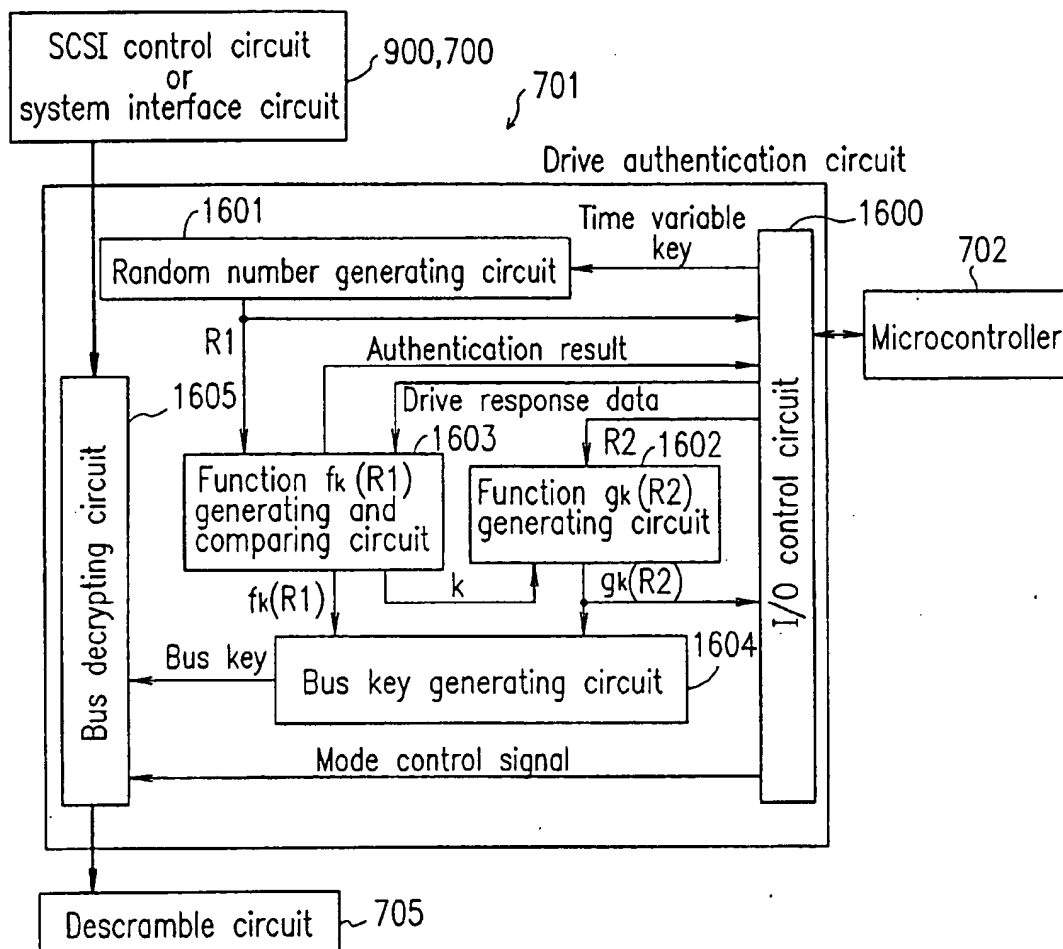 SCSI control circuit
or
system interface circuit
900,700
701
Drive authentication circuit
1601
Random number generating circuit
Time variable
key
1600
702
Microcontroller
I/O control circuit
R1
Authentication result
1605
Bus decrypting circuit
Drive response data
1603
R2
1602
Function fk(R1)
generating and
comparing circuit
Function gk(R2)
generating circuit
fk(R1)
k
gk(R2)
1604
Bus key
Bus key generating circuit
Mode control signal
Descramble circuit
705